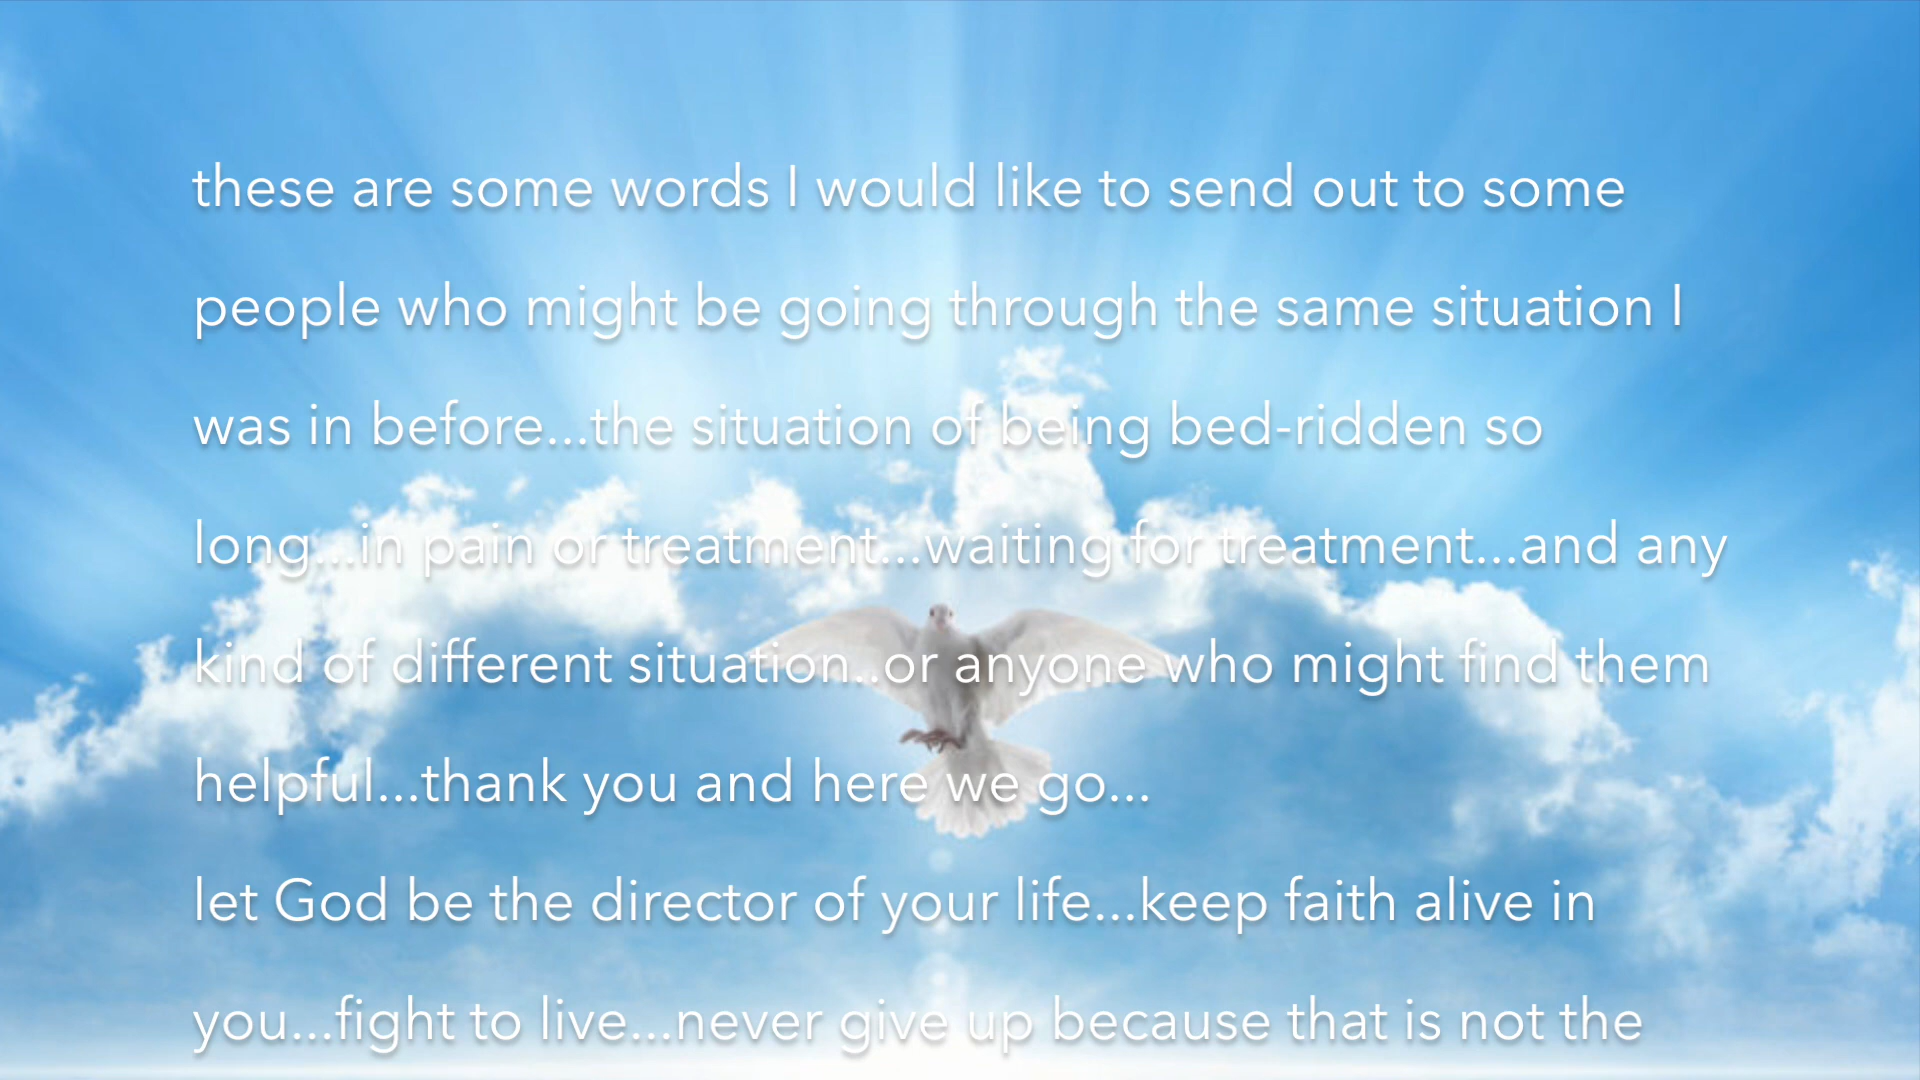 these are some words I would like to send out to some
people who might be going through the same situation I
was in before...the situation of being bed-ridden so
long...in pain or treatment...waiting for treatment...and any
kind of different situation..or anyone who might find them
helpful...thank you and here we go...
let God be the director of your life...keep faith alive in
you...fight to live...never give up because that is not the